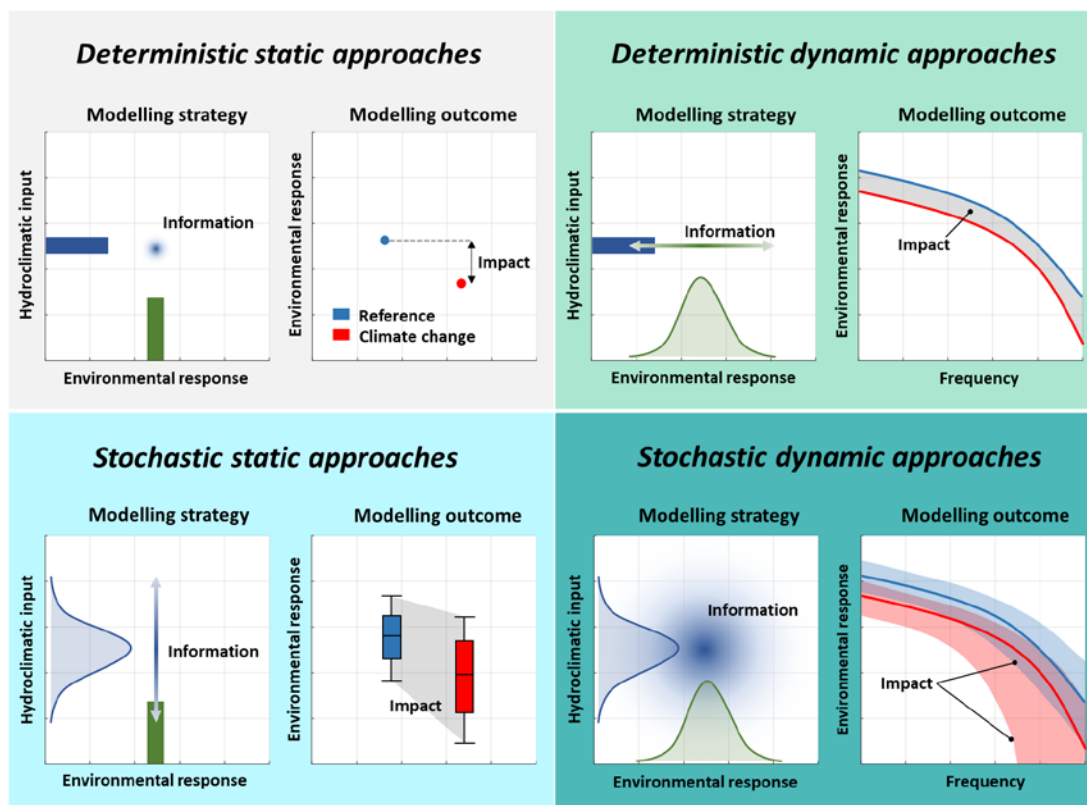 Deterministic static approaches
Modelling strategy
Modelling outcome
Hydroclimatic input
Information
Environmental response
Environmental response
Impact
Reference
Climate change
Deterministic dynamic approaches
Modelling strategy
Modelling outcome
Hydroclimatic input
Information
Environmental response
Environmental response
Impact
Frequency
Stochastic static approaches
Modelling strategy
Modelling outcome
Hydroclimatic input
Information
Environmental response
Environmental response
Impact
Stochastic dynamic approaches
Modelling strategy
Modelling outcome
Hydroclimatic input
Information
Environmental response
Environmental response
Impact
Frequency